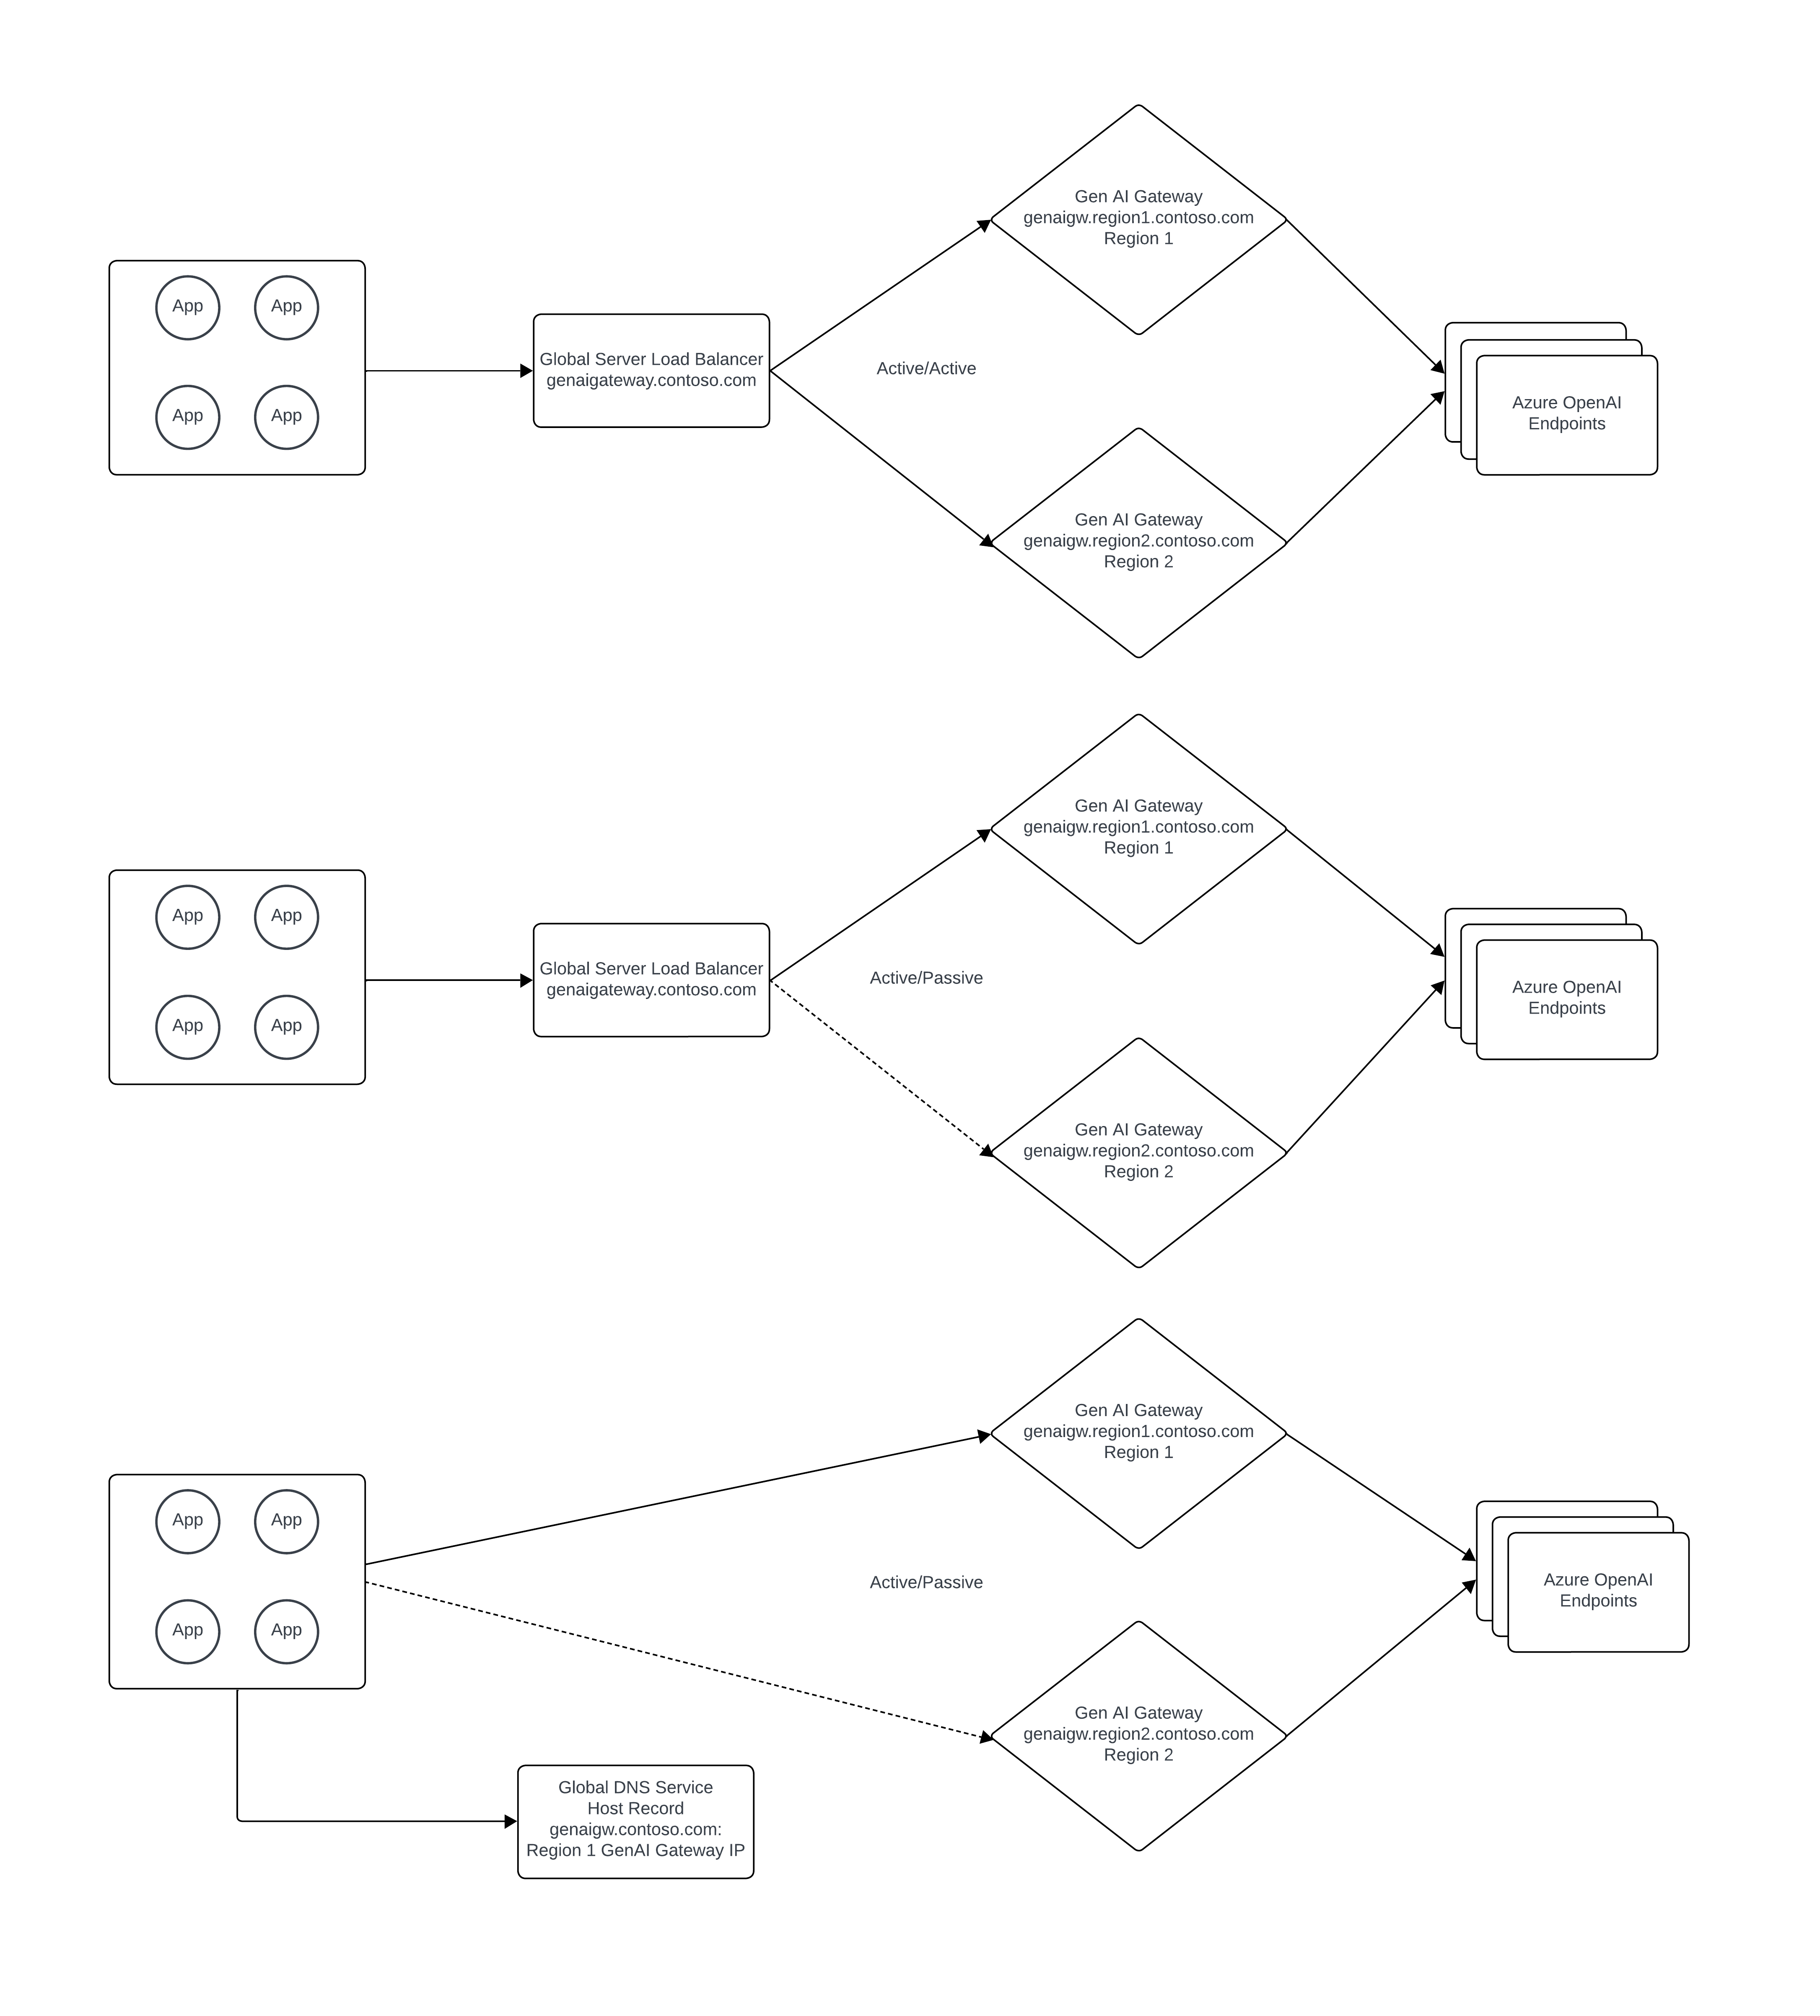 App App
App App
Global Server Load Balancer
genaigateway.contoso.com
Active/Active
Gen AI Gateway
genaigw.region1.contoso.com
Region 1
Gen AI Gateway
genaigw.region2.contoso.com
Region 2
Azure OpenAI
Endpoints
App App
App App
Global Server Load Balancer
genaigateway.contoso.com
Active/Passive
Gen AI Gateway
genaigw.region1.contoso.com
Region 1
Gen AI Gateway
genaigw.region2.contoso.com
Region 2
Azure OpenAI
Endpoints
App App
App App
Global DNS Service
Host Record
genaigw.contoso.com:
Region 1 GenAI Gateway IP
Active/Passive
Gen AI Gateway
genaigw.region1.contoso.com
Region 1
Gen AI Gateway
genaigw.region2.contoso.com
Region 2
Azure OpenAI
Endpoints